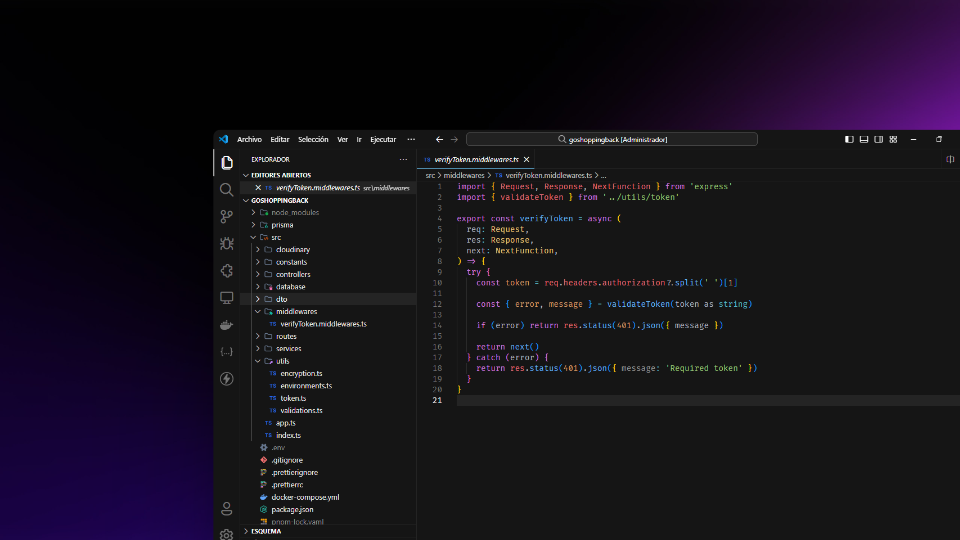 Archivo Editar Selección Ver Ir Ejecutar ··· goshoppingback [Administrador]
EXPLORADOR ···
EDITORES ABIERTOS
TS verifyToken.middlewares.ts src\middlewares
GOSHOPPINGBACK
node_modules
prisma
src
cloudinary
constants
controllers
database
dto
middlewares
TS verifyToken.middlewares.ts
routes
services
utils
TS encryption.ts
TS environments.ts
TS token.ts
TS validations.ts
TS app.ts
TS index.ts
.env
.gitignore
.prettierignore
.prettierrc
docker-compose.yml
package.json
pnpm-lock.yaml
ESQUEMA
TS verifyToken.middlewares.ts
src > middlewares > TS verifyToken.middlewares.ts > ...
1 import { Request, Response, NextFunction } from 'express'
2 import { validateToken } from '../utils/token'
3
4 export const verifyToken = async (
5 req: Request,
6 res: Response,
7 next: NextFunction,
8 ) => {
9 try {
10 const token = req.headers.authorization?.split(' ')[1]
11
12 const { error, message } = validateToken(token as string)
13
14 if (error) return res.status(401).json({ message })
15
16 return next()
17 } catch (error) {
18 return res.status(401).json({ message: 'Required token' })
19 }
20 }
21